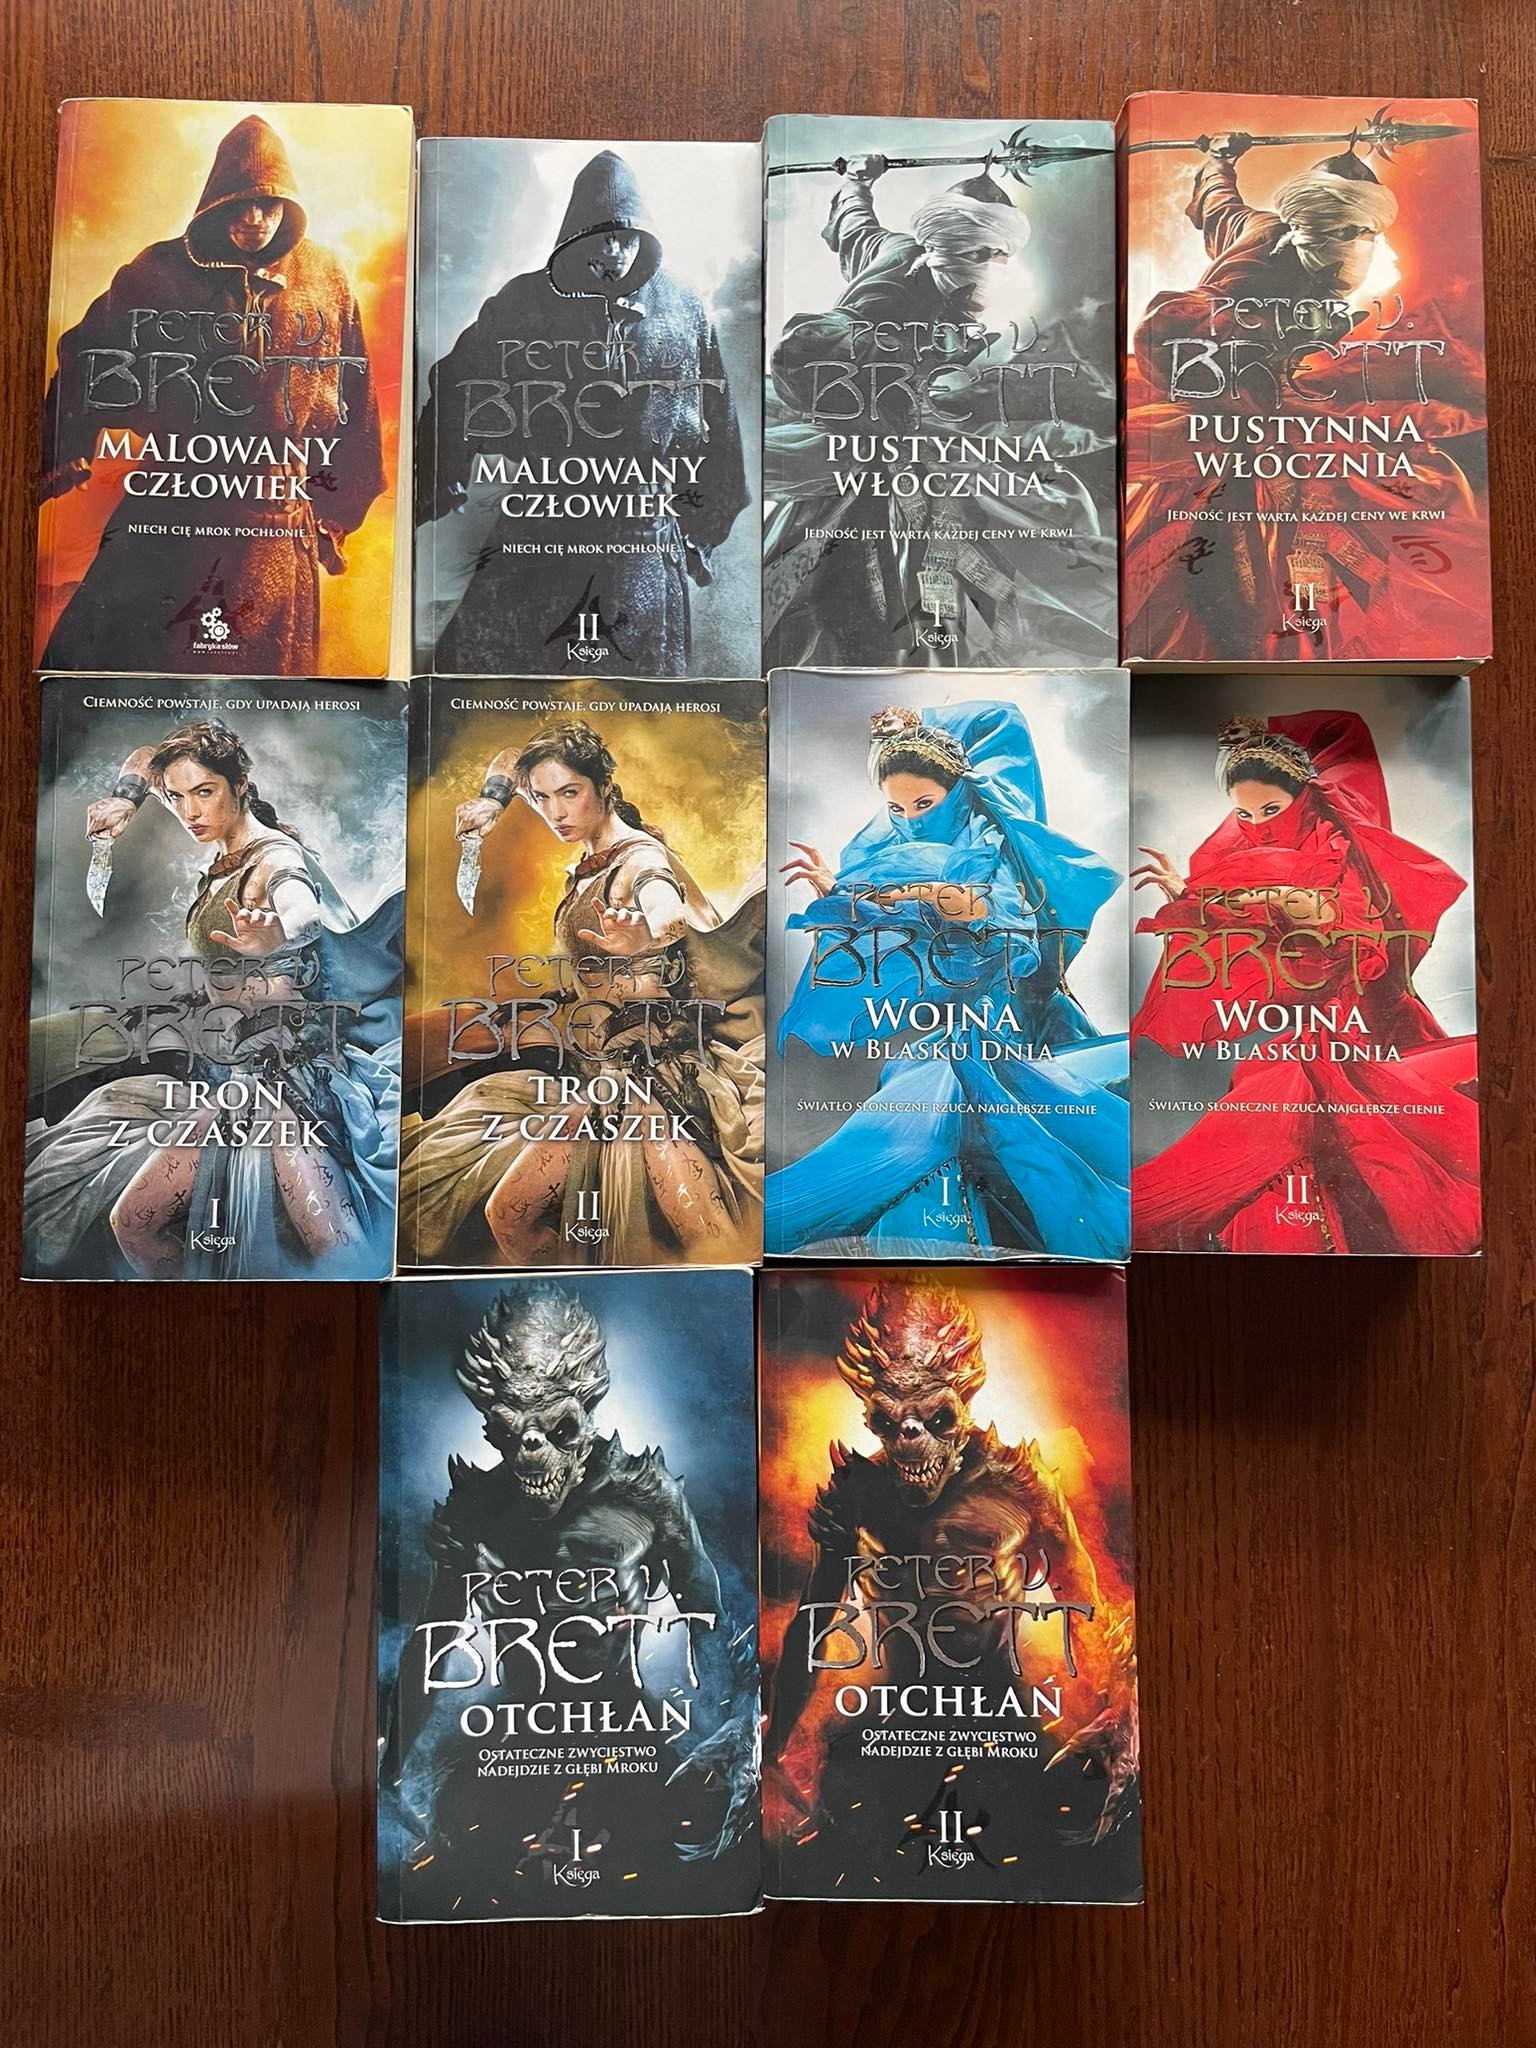 PETER V.
BRETT
MALOWANY
CZŁOWIEK
NIECH CIĘ MROK POCHŁONIE...
fabryka słów
PETER V.
BRETT
MALOWANY
CZŁOWIEK
NIECH CIĘ MROK POCHŁONIE...
II
Księga
PETER V.
BRETT
PUSTYNNA
WŁÓCZNIA
JEDNOŚĆ JEST WARTA KAŻDEJ CENY WE KRWI
I
Księga
PETER V.
BRETT
PUSTYNNA
WŁÓCZNIA
JEDNOŚĆ JEST WARTA KAŻDEJ CENY WE KRWI
II
Księga
CIEMNOŚĆ POWSTAJE, GDY UPADAJĄ HEROSI
PETER V.
BRETT
TRON
Z CZASZEK
I
Księga
CIEMNOŚĆ POWSTAJE, GDY UPADAJĄ HEROSI
PETER V.
BRETT
TRON
Z CZASZEK
II
Księga
PETER V.
BRETT
WOJNA
W BLASKU DNIA
ŚWIATŁO SŁONECZNE RZUCA NAJGŁĘBSZE CIENIE
I
Księga
PETER V.
BRETT
WOJNA
W BLASKU DNIA
ŚWIATŁO SŁONECZNE RZUCA NAJGŁĘBSZE CIENIE
II
Księga
PETER V.
BRETT
OTCHŁAŃ
OSTATECZNE ZWYCIĘSTWO
NADEJDZIE Z GŁĘBI MROKU
I
Księga
PETER V.
BRETT
OTCHŁAŃ
OSTATECZNE ZWYCIĘSTWO
NADEJDZIE Z GŁĘBI MROKU
II
Księga